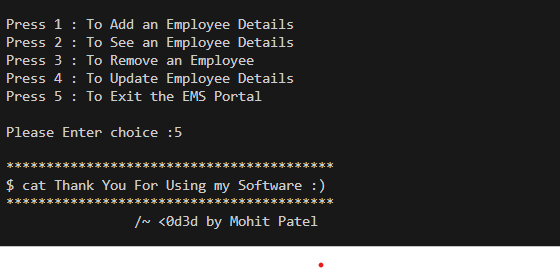 Press 1 : To Add an Employee Details
Press 2 : To See an Employee Details
Press 3 : To Remove an Employee
Press 4 : To Update Employee Details
Press 5 : To Exit the EMS Portal
Please Enter choice :5
*****************************************
$ cat Thank You For Using my Software :)
*****************************************
/~ <0d3d by Mohit Patel